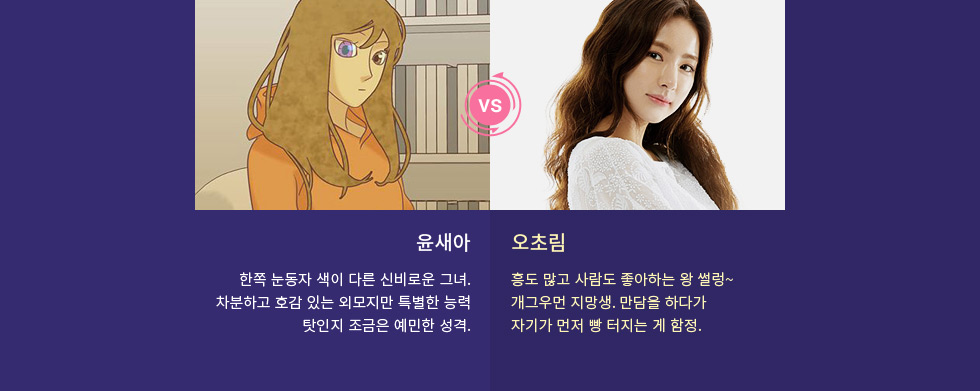 VS
윤새아
한쪽 눈동자 색이 다른 신비로운 그녀.
차분하고 호감 있는 외모지만 특별한 능력
탓인지 조금은 예민한 성격.
오초림
흥도 많고 사람도 좋아하는 왕 썰렁~
개그우먼 지망생. 만담을 하다가
자기가 먼저 빵 터지는 게 함정.